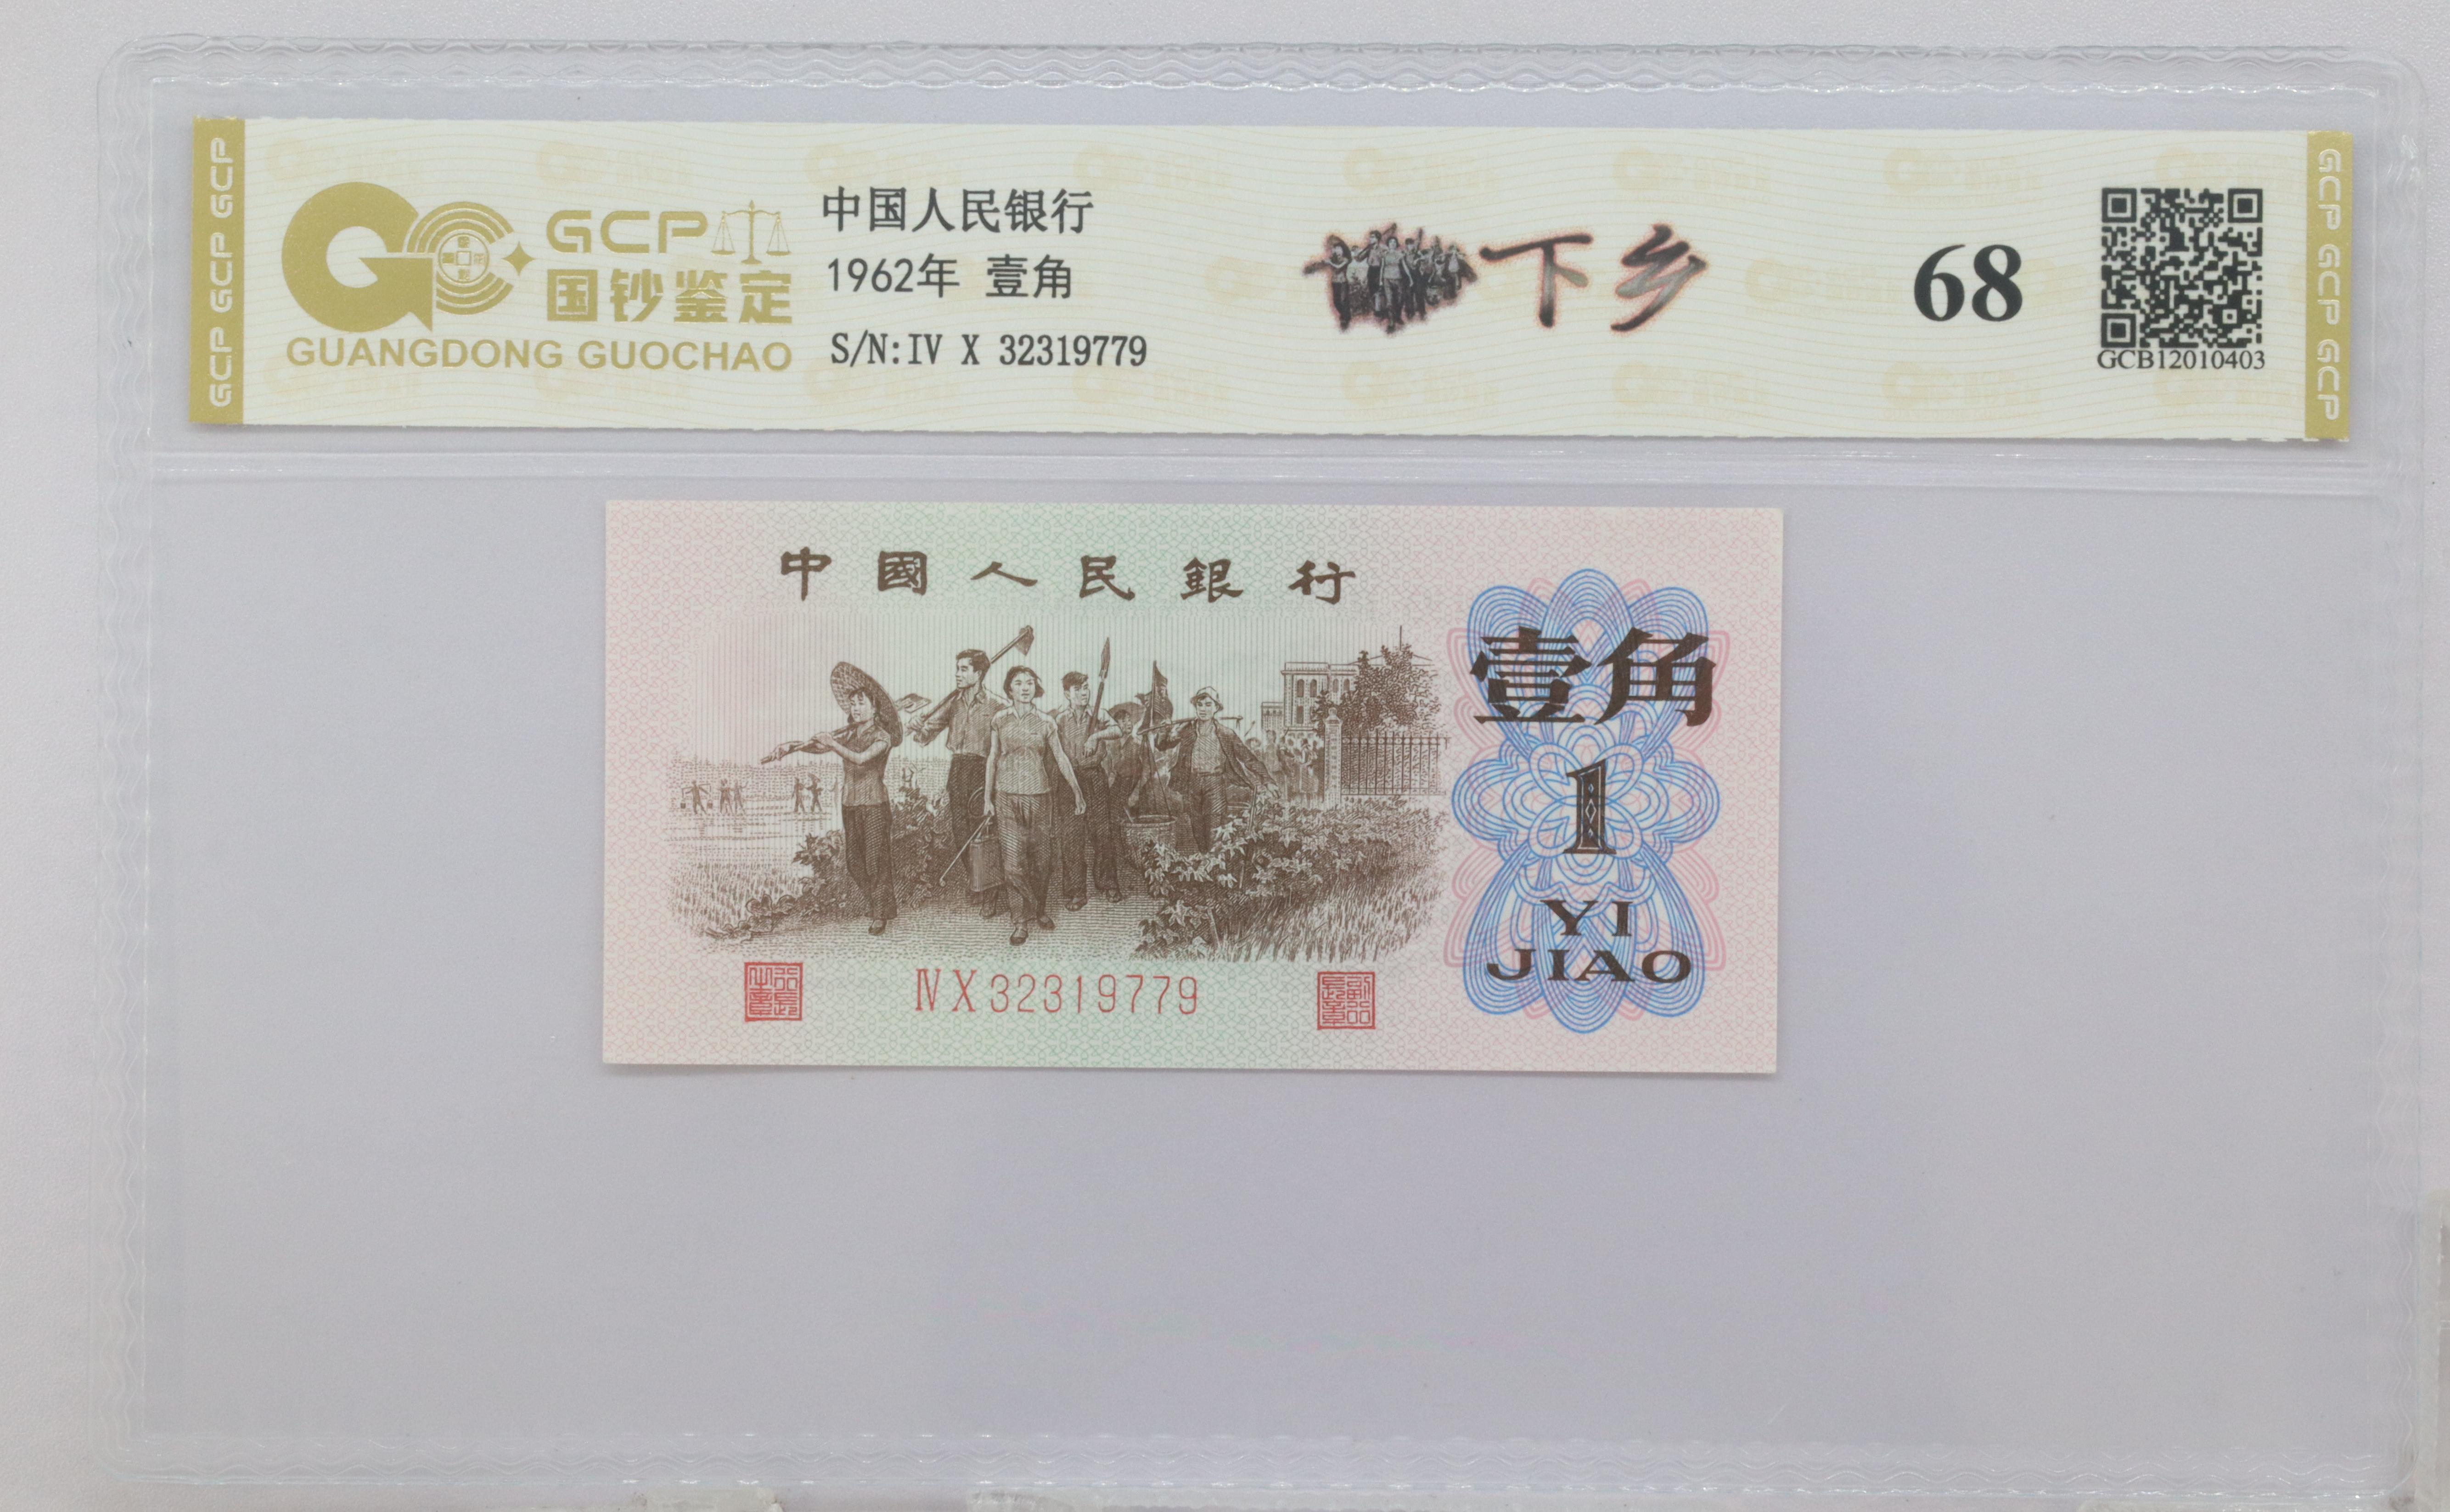 GCP GCP GCP
GCP
国钞鉴定
GUANGDONG GUOCHAO
中国人民银行
1962年 壹角
S/N:IV X 32319779
下乡
68
GCB12010403
GCP GCP GCP
中國人民銀行
壹角
1
YI
JIAO
IV X 32319779